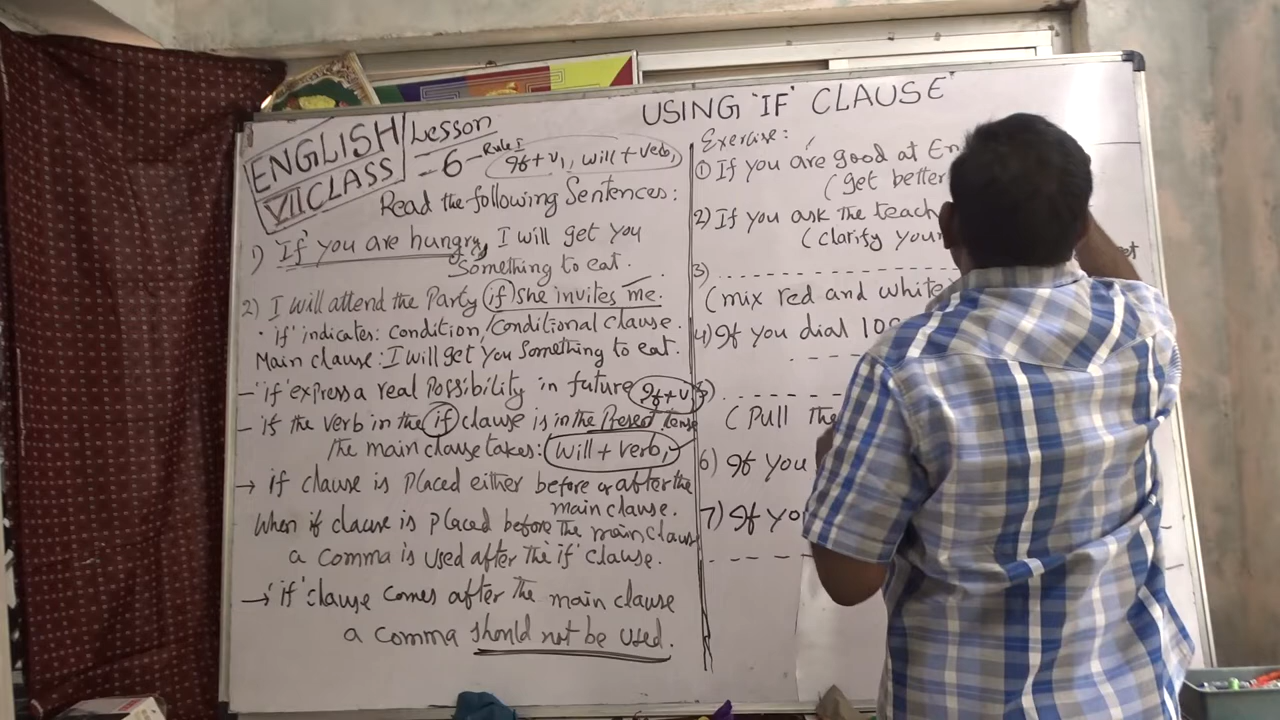 USING 'IF' CLAUSE"
ENGLISH
VII CLASS
Lesson
- 6 - Rule 1
If + V1, will + Verb1
Read the following Sentences:
1) 'If' you are hungry, I will get you
Something to eat.
2) I will attend the Party if she invites me.
• 'if' indicates: condition/Conditional clause.
Main clause: I will get you Something to eat.
- 'if' express a real possibility in future If + V1
- if the verb in the if clause is in the Present tense
The main clause takes: will + verb1
→ if clause is placed either before or after the
main clause.
When if clause is placed before the main claus
a comma is used after the 'if' clause.
→ 'if' clause comes after the main clause
a comma should not be used.
Exercise:
① If you are good at En
(get better
2) If you ask the teach
(clarify your
3) - - - - - - - - - - - - -
(mix red and white
4) If you dial 100
- - - -
5) - - - - - - -
(Pull the
6) If you
7) If yo
- - - - -